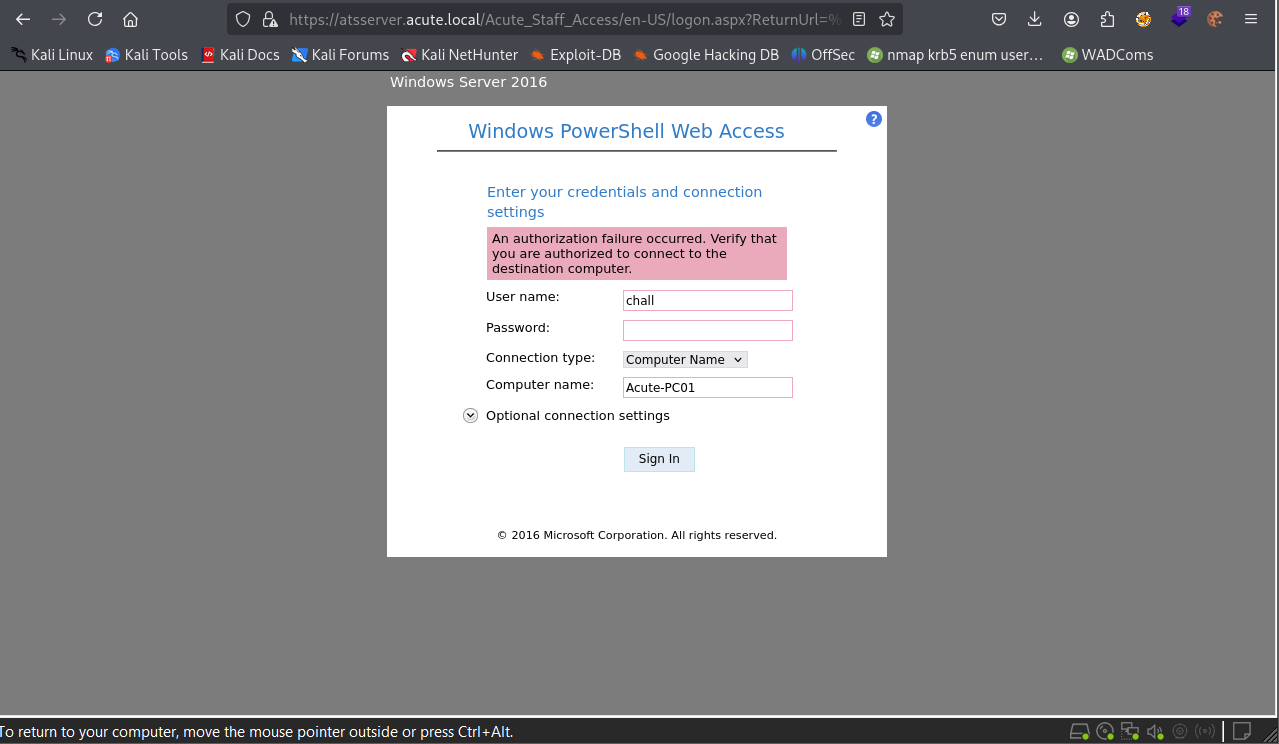 https://atsserver.acute.local/Acute_Staff_Access/en-US/logon.aspx?ReturnUrl=%
18
Kali Linux Kali Tools Kali Docs Kali Forums Kali NetHunter Exploit-DB Google Hacking DB OffSec nmap krb5 enum user... WADComs
Windows Server 2016
?
Windows PowerShell Web Access
Enter your credentials and connection
settings
An authorization failure occurred. Verify that
you are authorized to connect to the
destination computer.
User name: chall
Password:
Connection type: Computer Name
Computer name: Acute-PC01
Optional connection settings
Sign In
© 2016 Microsoft Corporation. All rights reserved.
To return to your computer, move the mouse pointer outside or press Ctrl+Alt.